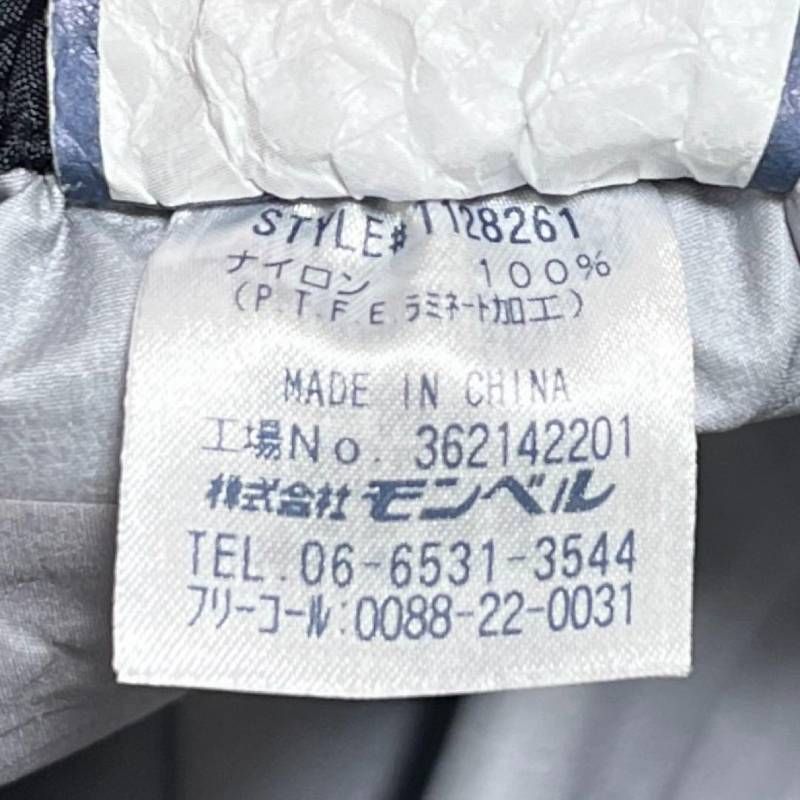 STYLE# 1128261
ナイロン 100%
(P.T.F.E.ラミネート加工)
MADE IN CHINA
工場No. 362142201
株式会社モンベル
TEL.06-6531-3544
フリーコール:0088-22-0031